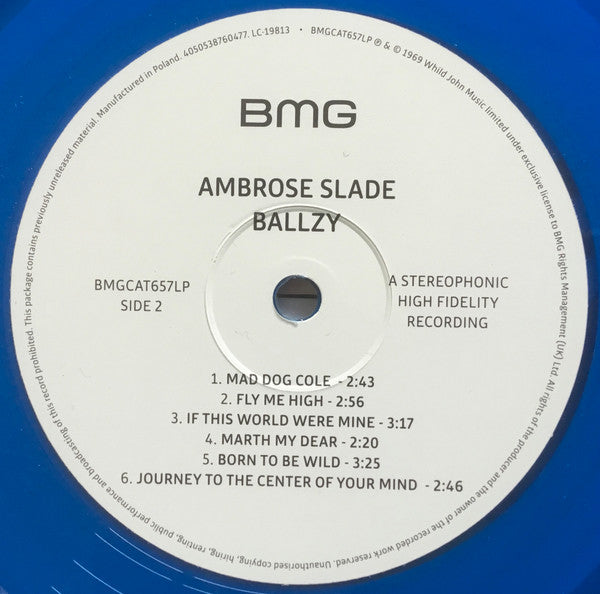 Manufactured in Poland. 4050538760477. LC-19813 • BMGCAT657LP ℗ & © 1969 Whild John Music limited under exclusive license to BMG Rights Management (UK) Ltd. All rights of the producer and the owner of the recorded work reserved. Unauthorised copying, hiring, renting, public performance and broadcasting of this record prohibited. This package contains previously unreleased material.
BMG
AMBROSE SLADE
BALLZY
BMGCAT657LP
SIDE 2
A STEREOPHONIC
HIGH FIDELITY
RECORDING
1. MAD DOG COLE - 2:43
2. FLY ME HIGH - 2:56
3. IF THIS WORLD WERE MINE - 3:17
4. MARTH MY DEAR - 2:20
5. BORN TO BE WILD - 3:25
6. JOURNEY TO THE CENTER OF YOUR MIND - 2:46